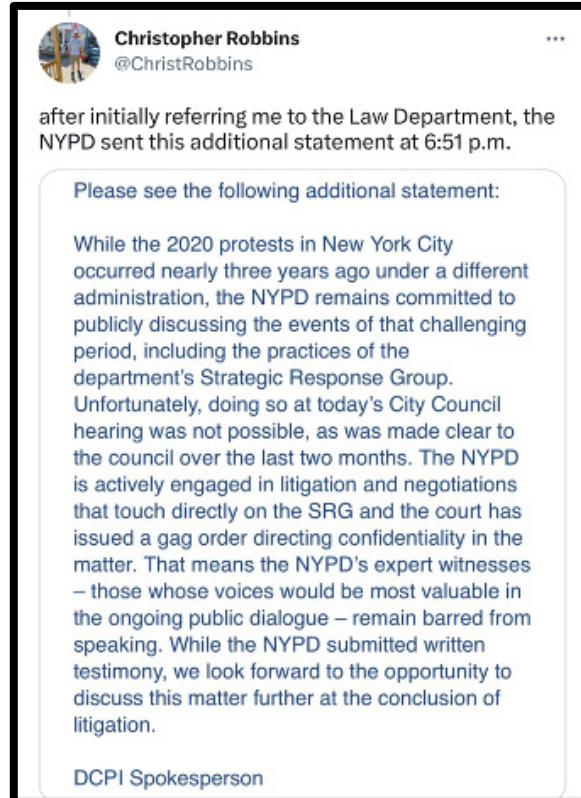 Christopher Robbins
@ChristRobbins
after initially referring me to the Law Department, the
NYPD sent this additional statement at 6:51 p.m.
Please see the following additional statement:
While the 2020 protests in New York City
occurred nearly three years ago under a different
administration, the NYPD remains committed to
publicly discussing the events of that challenging
period, including the practices of the
department's Strategic Response Group.
Unfortunately, doing so at today's City Council
hearing was not possible, as was made clear to
the council over the last two months. The NYPD
is actively engaged in litigation and negotiations
that touch directly on the SRG and the court has
issued a gag order directing confidentiality in the
matter. That means the NYPD's expert witnesses
– those whose voices would be most valuable in
the ongoing public dialogue – remain barred from
speaking. While the NYPD submitted written
testimony, we look forward to the opportunity to
discuss this matter further at the conclusion of
litigation.
DCPI Spokesperson